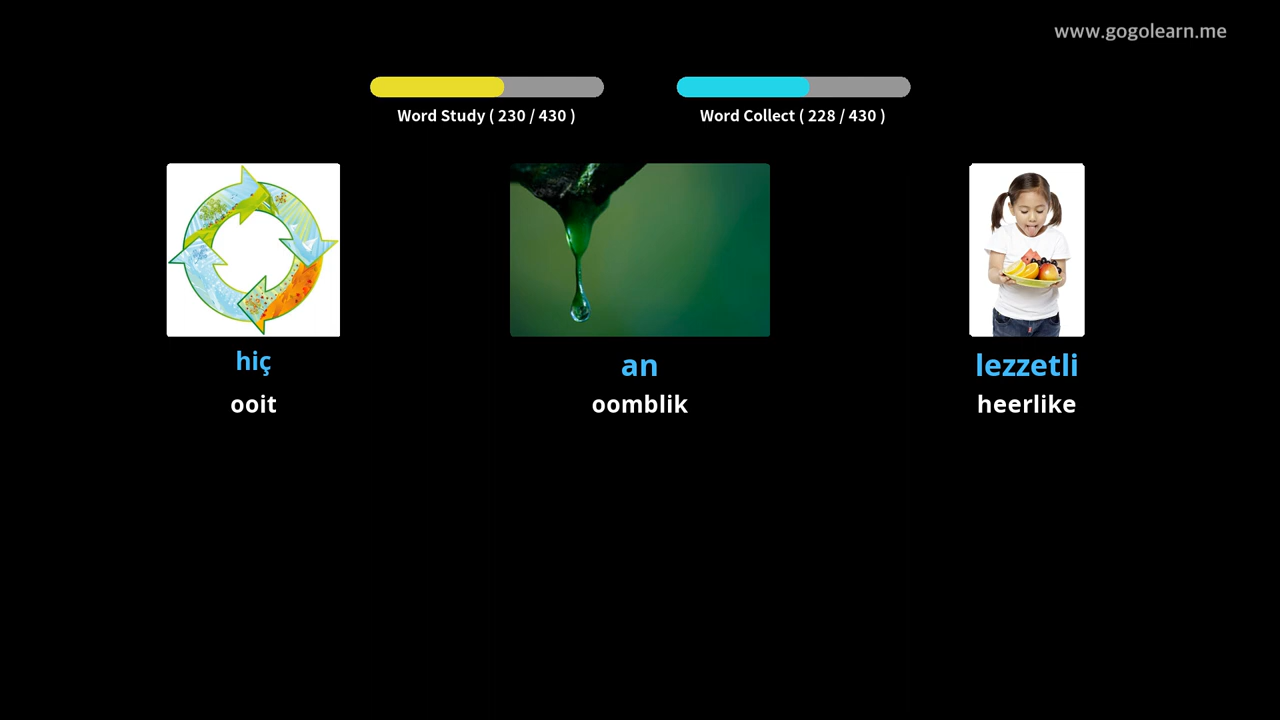 www.gogolearn.me
Word Study ( 230 / 430 )
Word Collect ( 228 / 430 )
hiç
ooit
an
oomblik
lezzetli
heerlike